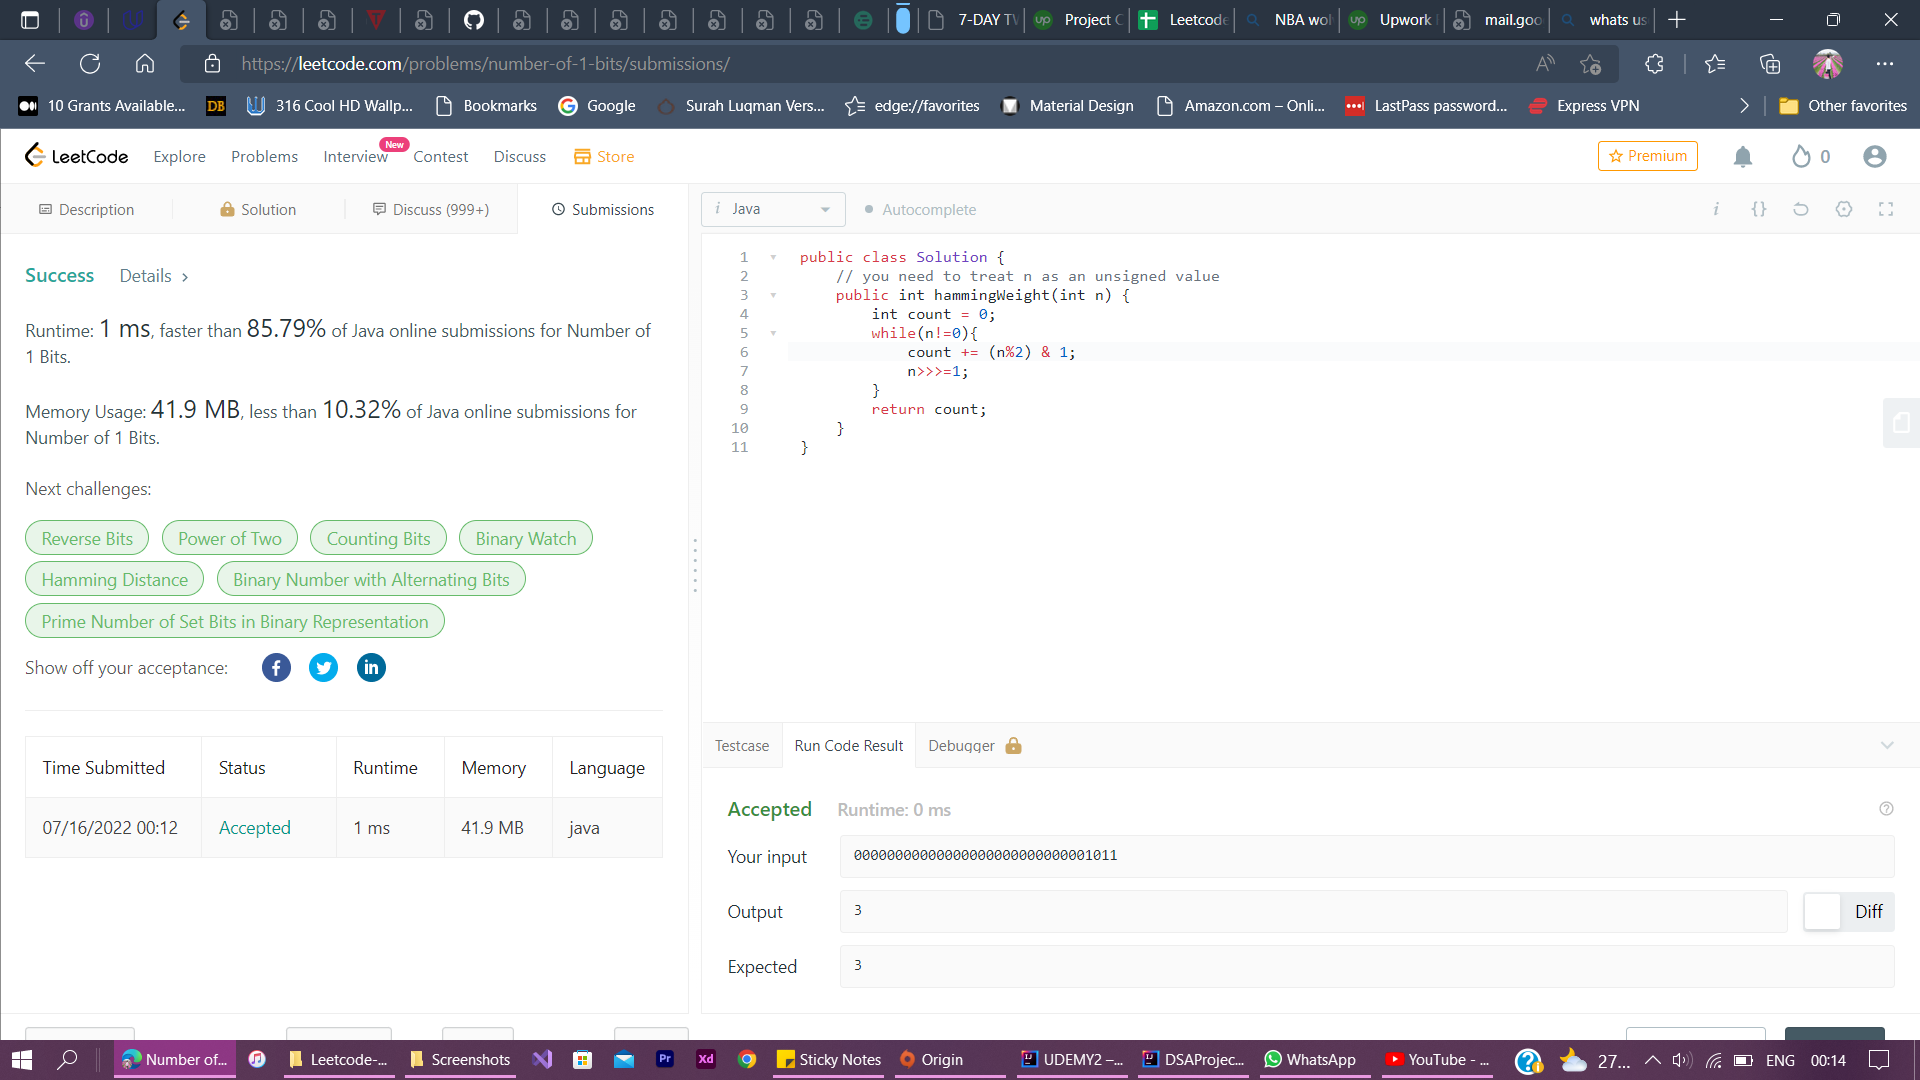 7-DAY TV
Project C
Leetcode
NBA wo
Upwork
mail.goo
whats us
https://leetcode.com/problems/number-of-1-bits/submissions/
10 Grants Available...
DB
316 Cool HD Wallp...
Bookmarks
Google
Surah Luqman Vers...
edge://favorites
Material Design
Amazon.com – Onli...
LastPass password...
Express VPN
Other favorites
LeetCode
Explore
Problems
Interview
New
Contest
Discuss
Store
Premium
0
Description
Solution
Discuss (999+)
Submissions
i Java
Autocomplete
Success Details >
Runtime: 1 ms, faster than 85.79% of Java online submissions for Number of
1 Bits.
Memory Usage: 41.9 MB, less than 10.32% of Java online submissions for
Number of 1 Bits.
Next challenges:
Reverse Bits
Power of Two
Counting Bits
Binary Watch
Hamming Distance
Binary Number with Alternating Bits
Prime Number of Set Bits in Binary Representation
Show off your acceptance:
Time Submitted Status Runtime Memory Language
07/16/2022 00:12 Accepted 1 ms 41.9 MB java
1 public class Solution {
2 // you need to treat n as an unsigned value
3 public int hammingWeight(int n) {
4 int count = 0;
5 while(n!=0){
6 count += (n%2) & 1;
7 n>>>=1;
8 }
9 return count;
10 }
11 }
Testcase
Run Code Result
Debugger
Accepted Runtime: 0 ms
Your input
00000000000000000000000000001011
Output
3
Diff
Expected
3
Number of...
Leetcode-...
Screenshots
Pr
Xd
Sticky Notes
Origin
UDEMY2 –...
DSAProjec...
WhatsApp
YouTube - ...
27...
ENG
00:14